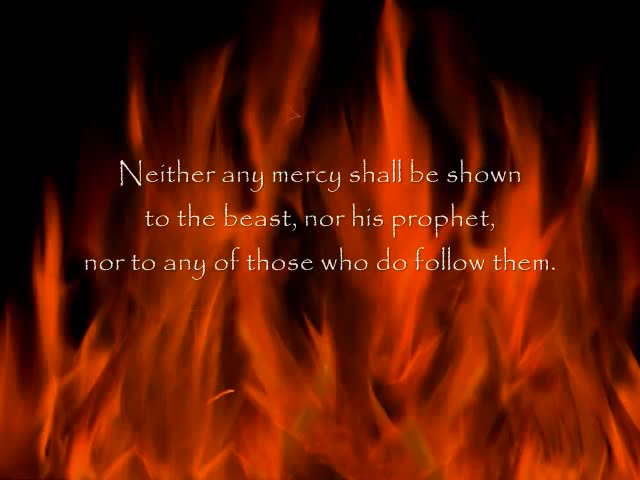 Neither any mercy shall be shown
to the beast, nor his prophet,
nor to any of those who do follow them.